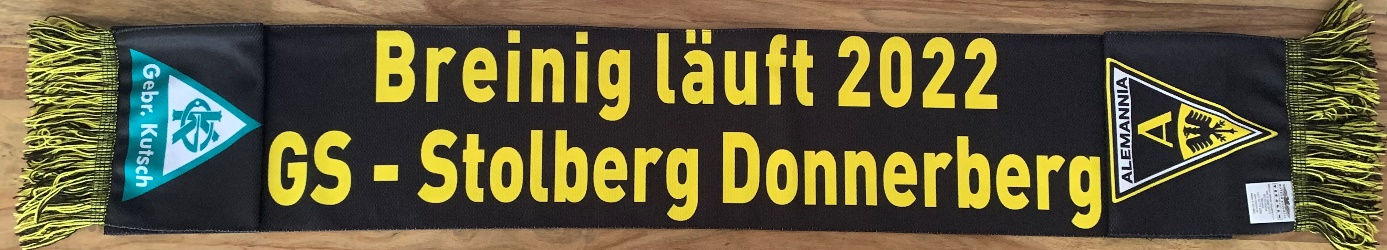 Breinig läuft 2022
GS - Stolberg Donnerberg
Gebr. Kutsch
ALEMANNIA
A